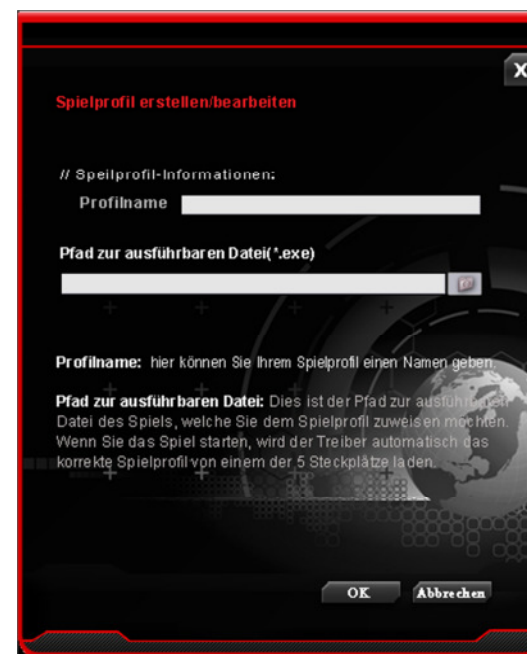 X
Spielprofil erstellen/bearbeiten
// Speilprofil-Informationen:
Profilname
Pfad zur ausführbaren Datei(*.exe)
Profilname: hier können Sie Ihrem Spielprofil einen Namen geben.
Pfad zur ausführbaren Datei: Dies ist der Pfad zur ausführbaren
Datei des Spiels, welche Sie dem Spielprofil zuweisen möchten.
Wenn Sie das Spiel starten, wird der Treiber automatisch das
korrekte Spielprofil von einem der 5 Steckplätze laden.
OK Abbrechen